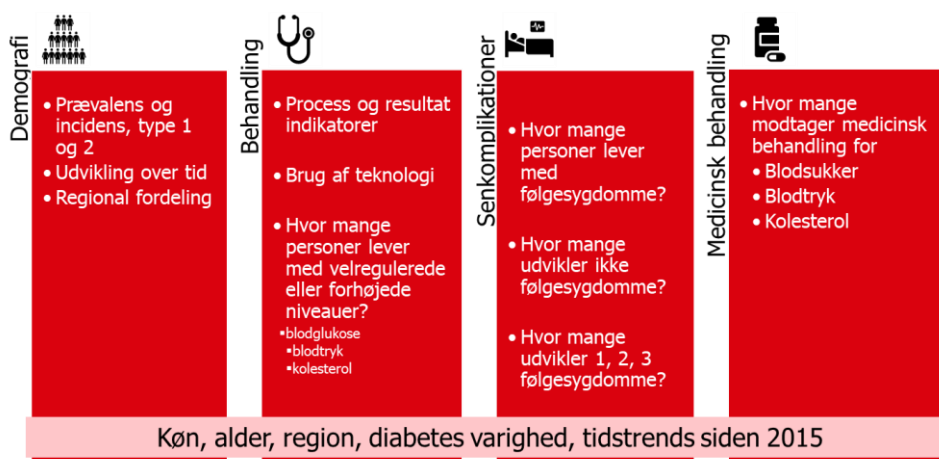 Demografi
• Prævalens og
incidens, type 1
og 2
• Udvikling over tid
• Regional fordeling
Behandling
• Process og resultat
indikatorer
• Brug af teknologi
• Hvor mange
personer lever
med velregulerede
eller forhøjede
niveauer?
▪blodglukose
▪blodtryk
▪kolesterol
Senkomplikationer
• Hvor mange
personer lever
med
følgesygdomme?
• Hvor mange
udvikler ikke
følgesygdomme?
• Hvor mange
udvikler 1, 2, 3
følgesygdomme?
Medicinsk behandling
• Hvor mange
modtager medicinsk
behandling for
• Blodsukker
• Blodtryk
• Kolesterol
Køn, alder, region, diabetes varighed, tidstrends siden 2015